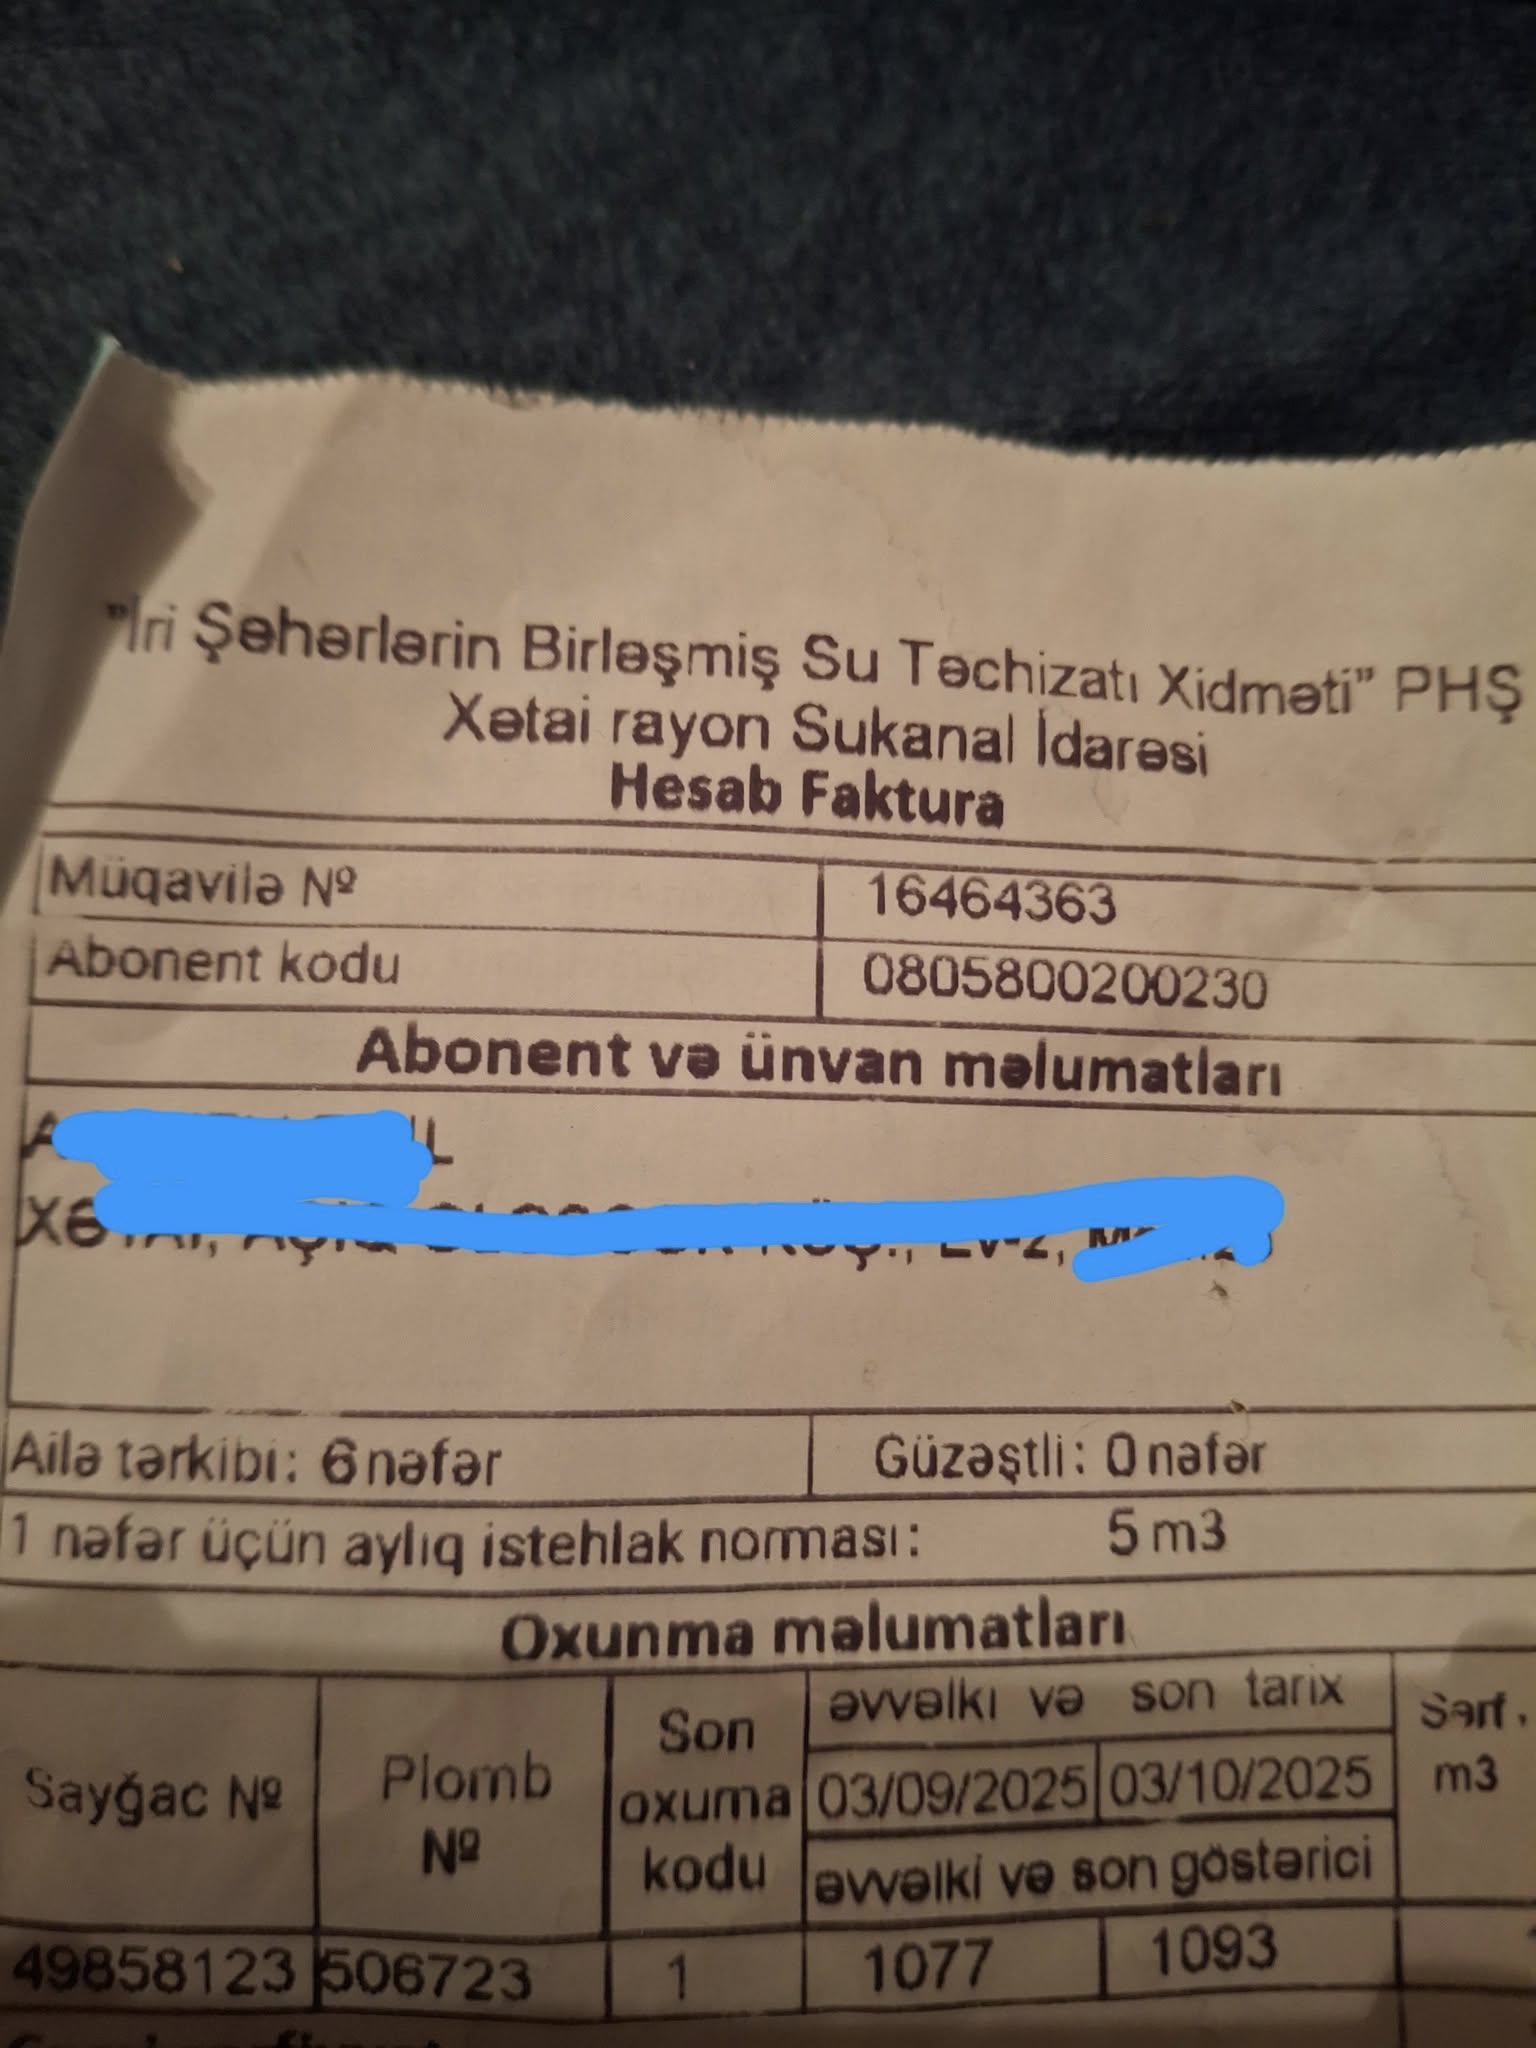 "İri Şəhərlərin Birləşmiş Su Təchizatı Xidməti" PHŞ
Xətai rayon Sukanal İdarəsi
Hesab Faktura
Müqavilə № 16464363
Abonent kodu 0805800200230
Abonent və ünvan məlumatları
Ailə tərkibi: 6 nəfər Güzəştli: 0 nəfər
1 nəfər üçün aylıq istehlak norması: 5 m3
Oxunma məlumatları
Sayğac № Plomb № Son oxuma kodu əvvəlki və son tarix Sərf, m3
03/09/2025 03/10/2025
əvvəlki və son göstərici
49858123 506723 1 1077 1093